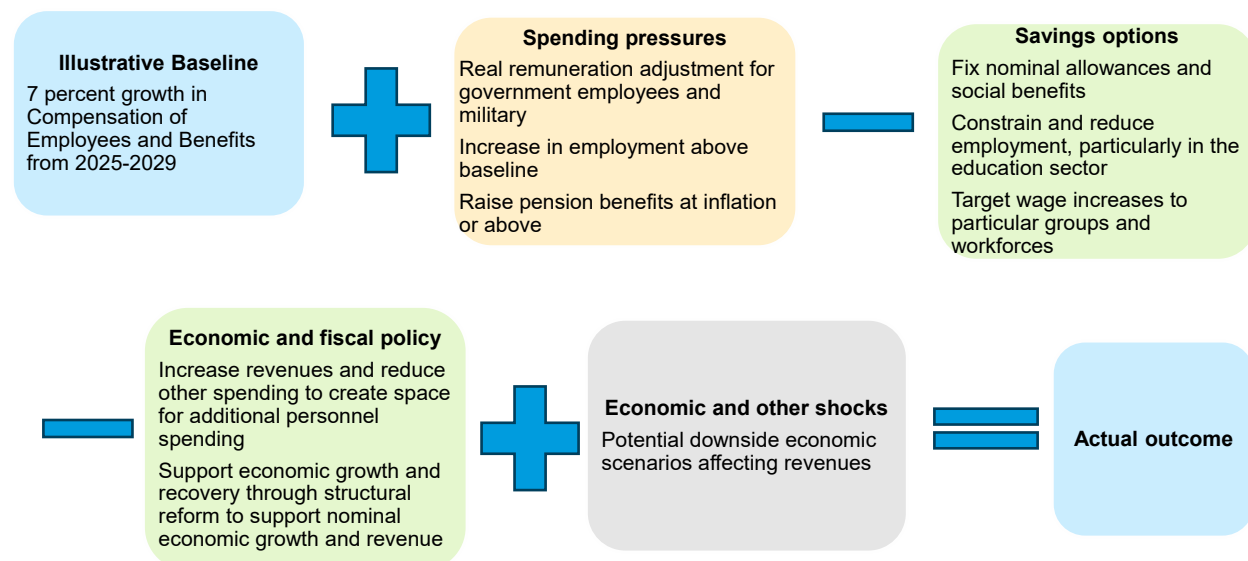 Illustrative Baseline
7 percent growth in
Compensation of
Employees and Benefits
from 2025-2029
Spending pressures
Real remuneration adjustment for
government employees and
military
Increase in employment above
baseline
Raise pension benefits at inflation
or above
Savings options
Fix nominal allowances and
social benefits
Constrain and reduce
employment, particularly in the
education sector
Target wage increases to
particular groups and
workforces
Economic and fiscal policy
Increase revenues and reduce
other spending to create space
for additional personnel
spending
Support economic growth and
recovery through structural
reform to support nominal
economic growth and revenue
Economic and other shocks
Potential downside economic
scenarios affecting revenues
Actual outcome